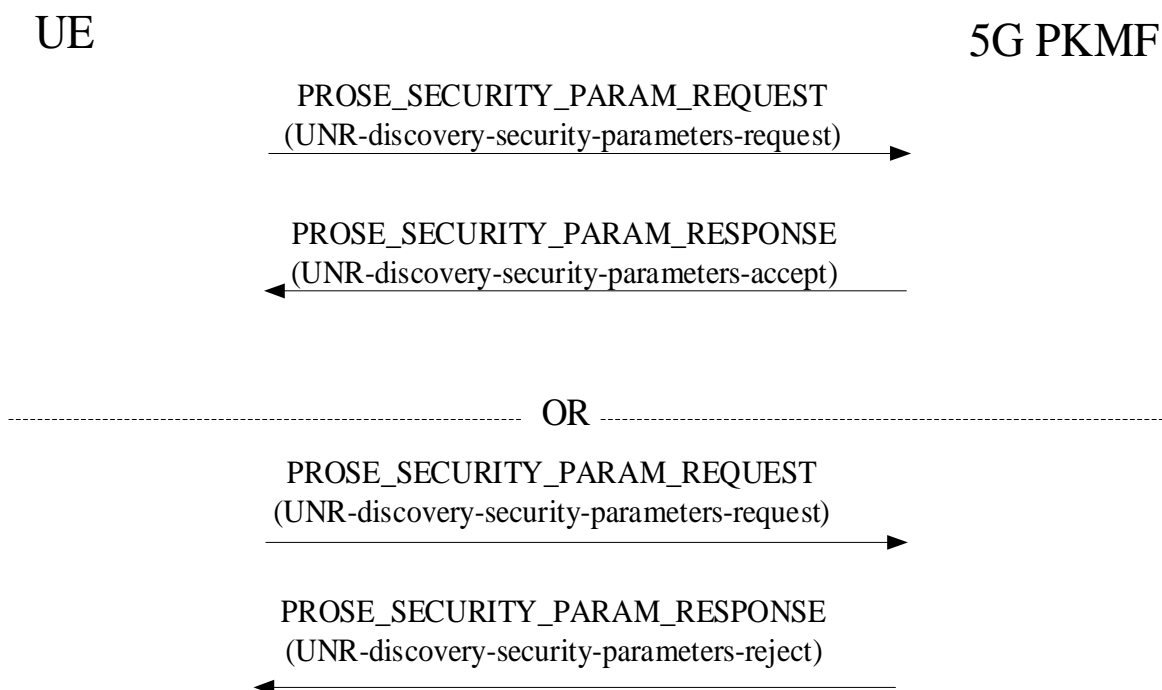 UE
5G PKMF
PROSE_SECURITY_PARAM_REQUEST
(UNR-discovery-security-parameters-request)
PROSE_SECURITY_PARAM_RESPONSE
(UNR-discovery-security-parameters-accept)
OR
PROSE_SECURITY_PARAM_REQUEST
(UNR-discovery-security-parameters-request)
PROSE_SECURITY_PARAM_RESPONSE
(UNR-discovery-security-parameters-reject)